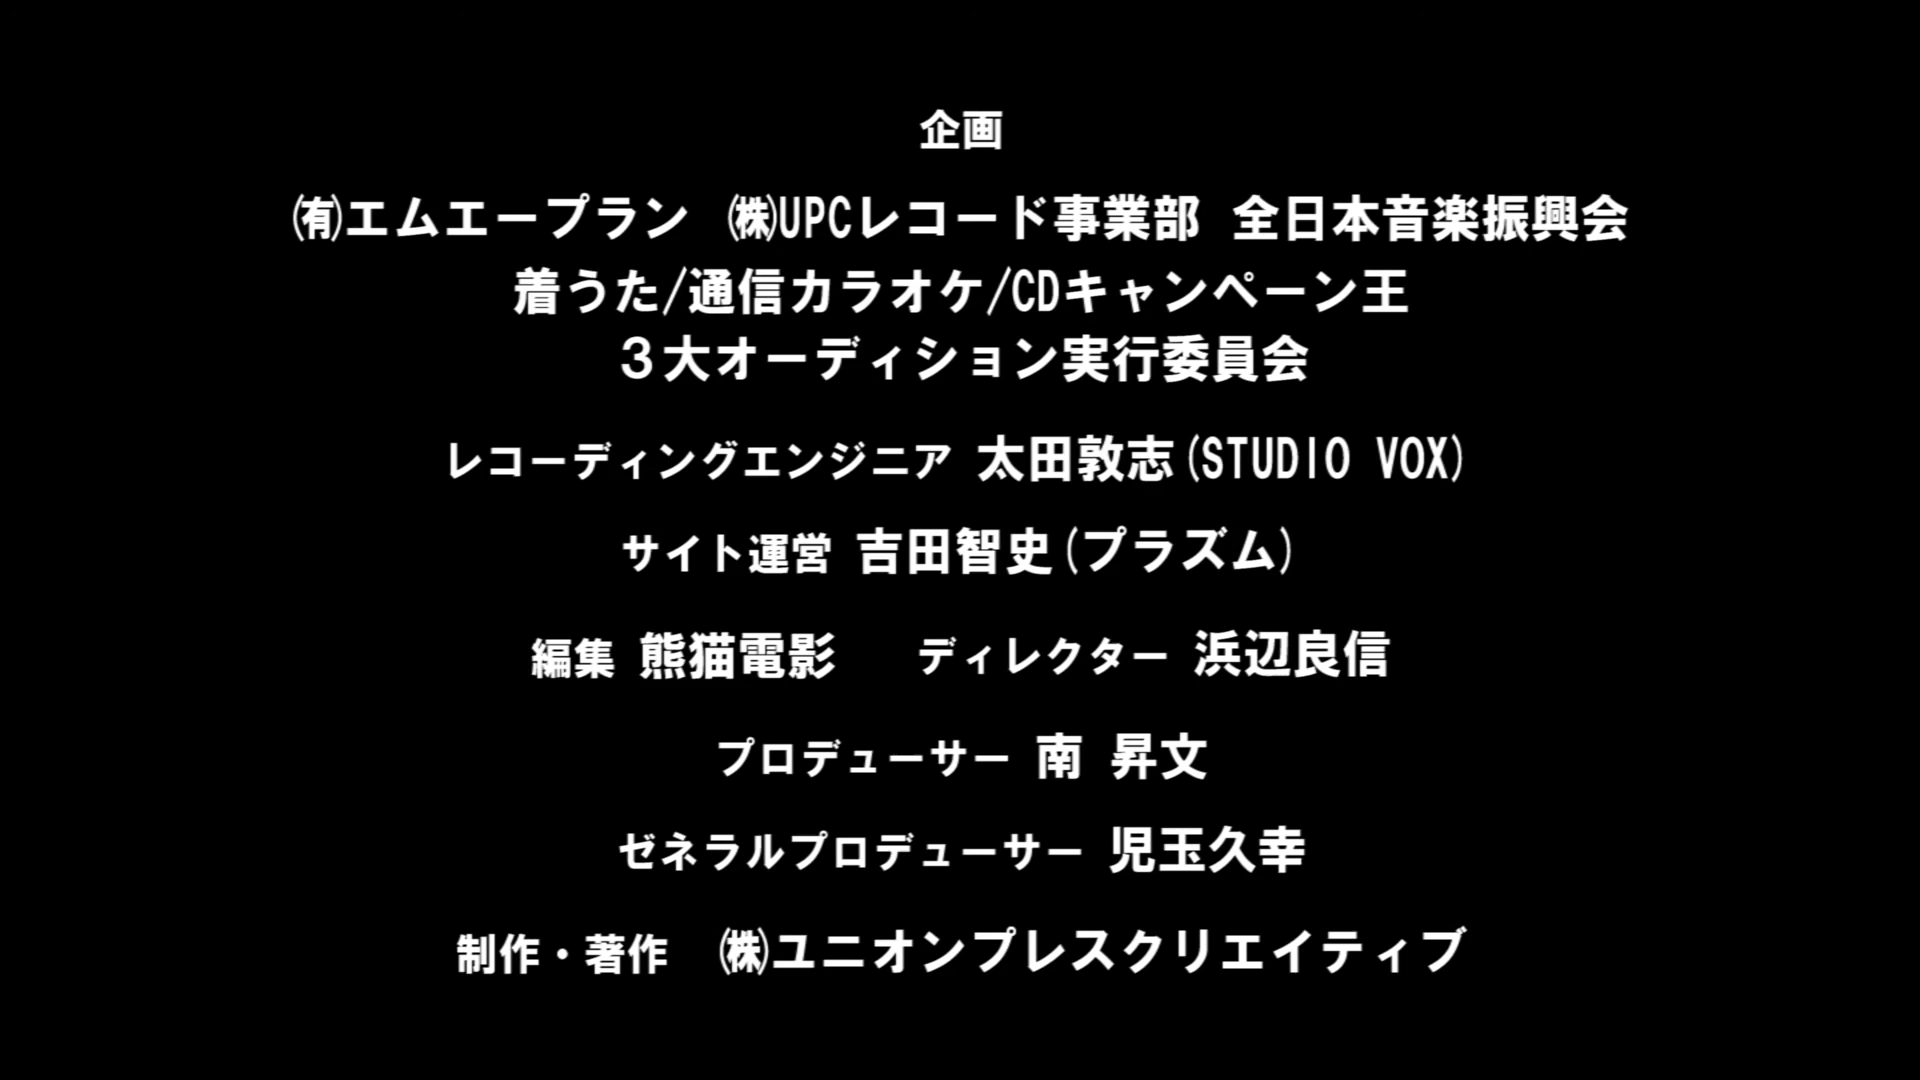 企画
㈲エムエープラン ㈱UPCレコード事業部 全日本音楽振興会
着うた/通信カラオケ/CDキャンペーン王
３大オーディション実行委員会
レコーディングエンジニア 太田敦志(STUDIO VOX)
サイト運営 吉田智史(プラズム)
編集 熊猫電影 ディレクター 浜辺良信
プロデューサー 南 昇文
ゼネラルプロデューサー 児玉久幸
制作・著作 ㈱ユニオンプレスクリエイティブ